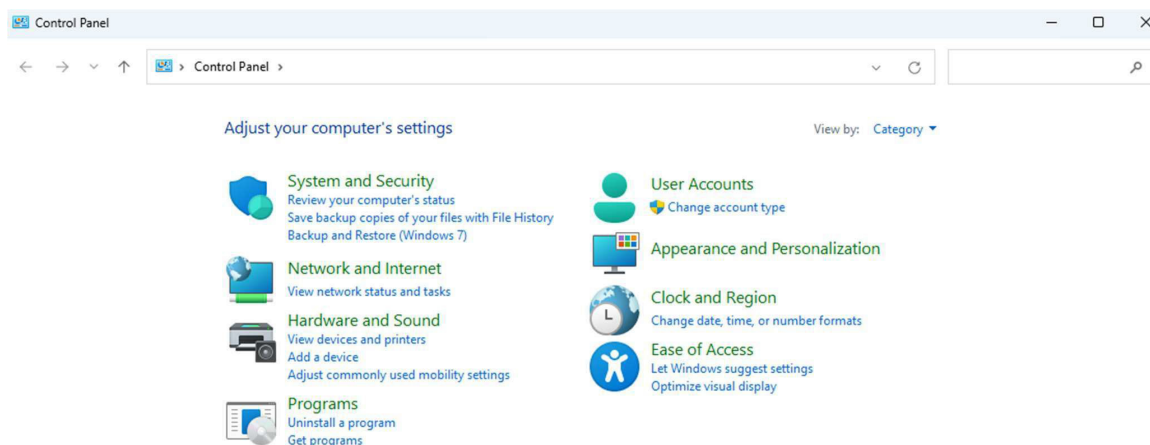 Control Panel
Control Panel
Adjust your computer's settings
View by: Category
System and Security
Review your computer's status
Save backup copies of your files with File History
Backup and Restore (Windows 7)
Network and Internet
View network status and tasks
Hardware and Sound
View devices and printers
Add a device
Adjust commonly used mobility settings
Programs
Uninstall a program
Get programs
User Accounts
Change account type
Appearance and Personalization
Clock and Region
Change date, time, or number formats
Ease of Access
Let Windows suggest settings
Optimize visual display